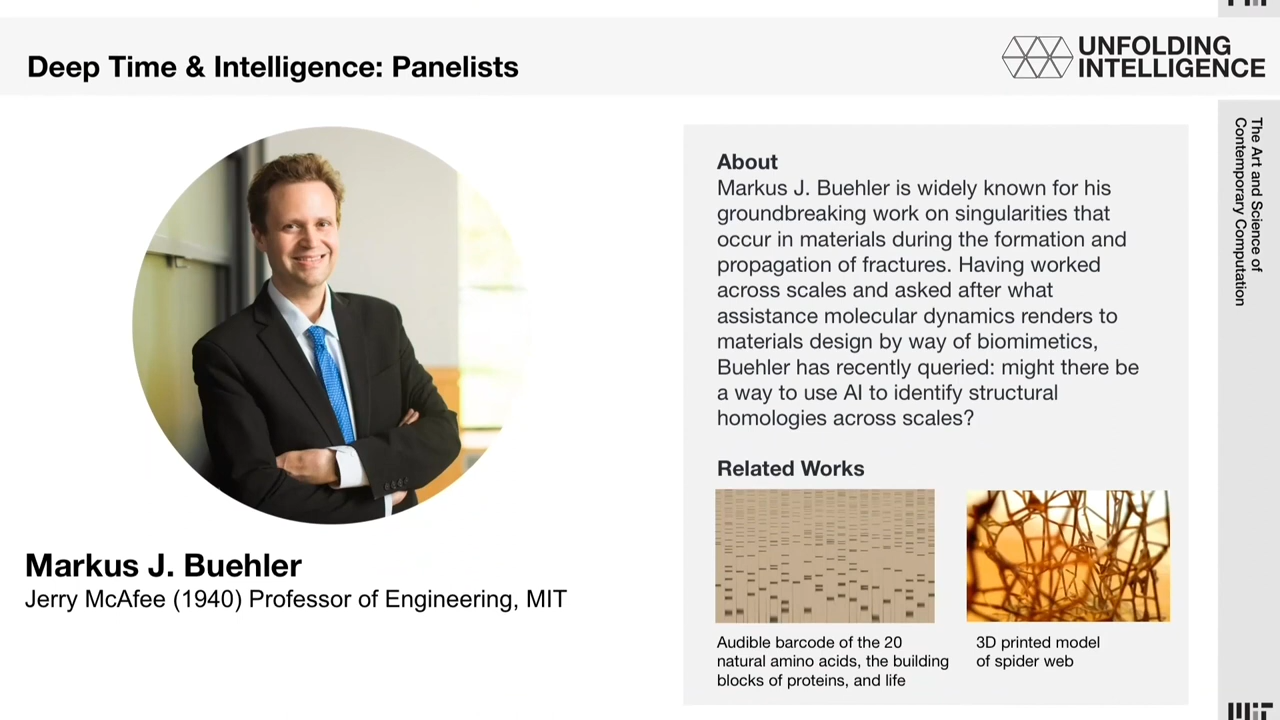 Deep Time & Intelligence: Panelists
UNFOLDING
INTELLIGENCE
The Art and Science of
Contemporary Computation
About
Markus J. Buehler is widely known for his
groundbreaking work on singularities that
occur in materials during the formation and
propagation of fractures. Having worked
across scales and asked after what
assistance molecular dynamics renders to
materials design by way of biomimetics,
Buehler has recently queried: might there be
a way to use AI to identify structural
homologies across scales?
Related Works
Audible barcode of the 20
natural amino acids, the building
blocks of proteins, and life
3D printed model
of spider web
Markus J. Buehler
Jerry McAfee (1940) Professor of Engineering, MIT